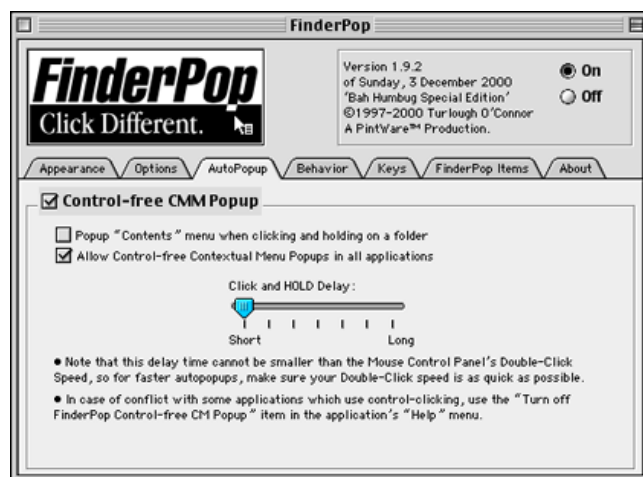 FinderPop
FinderPop
Click Different.
Version 1.9.2
of Sunday, 3 December 2000
'Bah Humbug Special Edition'
©1997-2000 Turlough O'Connor
A PintWare™ Production.
On
Off
Appearance
Options
AutoPopup
Behavior
Keys
FinderPop Items
About
Control-free CMM Popup
Popup "Contents" menu when clicking and holding on a folder
Allow Control-free Contextual Menu Popups in all applications
Click and HOLD Delay:
Short
Long
• Note that this delay time cannot be smaller than the Mouse Control Panel's Double-Click
Speed, so for faster autopopups, make sure your Double-Click speed is as quick as possible.
• In case of conflict with some applications which use control-clicking, use the "Turn off
FinderPop Control-free CM Popup" item in the application's "Help" menu.